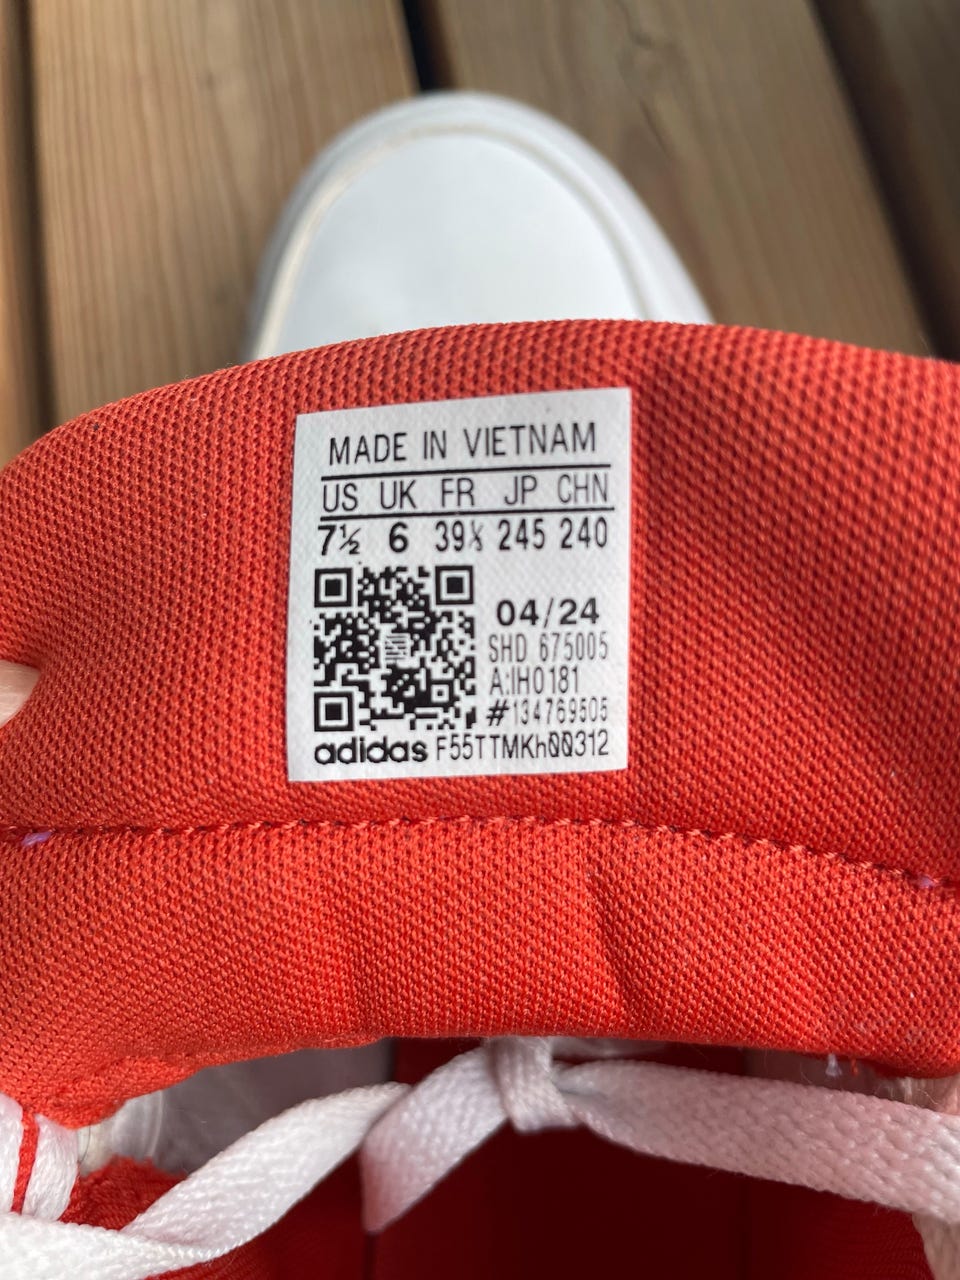 MADE IN VIETNAM
US UK FR JP CHN
7½ 6 39⅓ 245 240
04/24
SHD 675005
A:IH0181
#134769505
adidas F55TTMKh00312